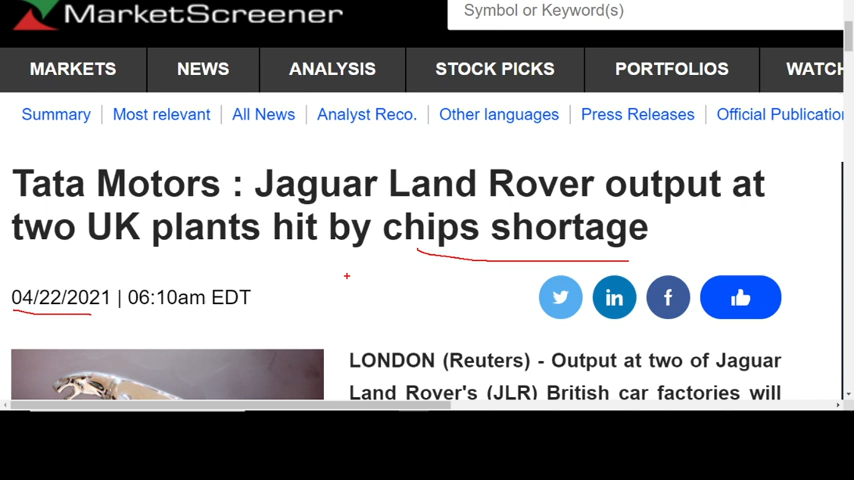 MarketScreener
Symbol or Keyword(s)
MARKETS NEWS ANALYSIS STOCK PICKS PORTFOLIOS
Summary | Most relevant | All News | Analyst Reco. | Other languages | Press Releases | Official
Tata Motors : Jaguar Land Rover output at
two UK plants hit by chips shortage
04/22/2021 | 06:10am EDT
LONDON (Reuters) - Output at two of Jaguar
Land Rover's (JLR) British car factories will